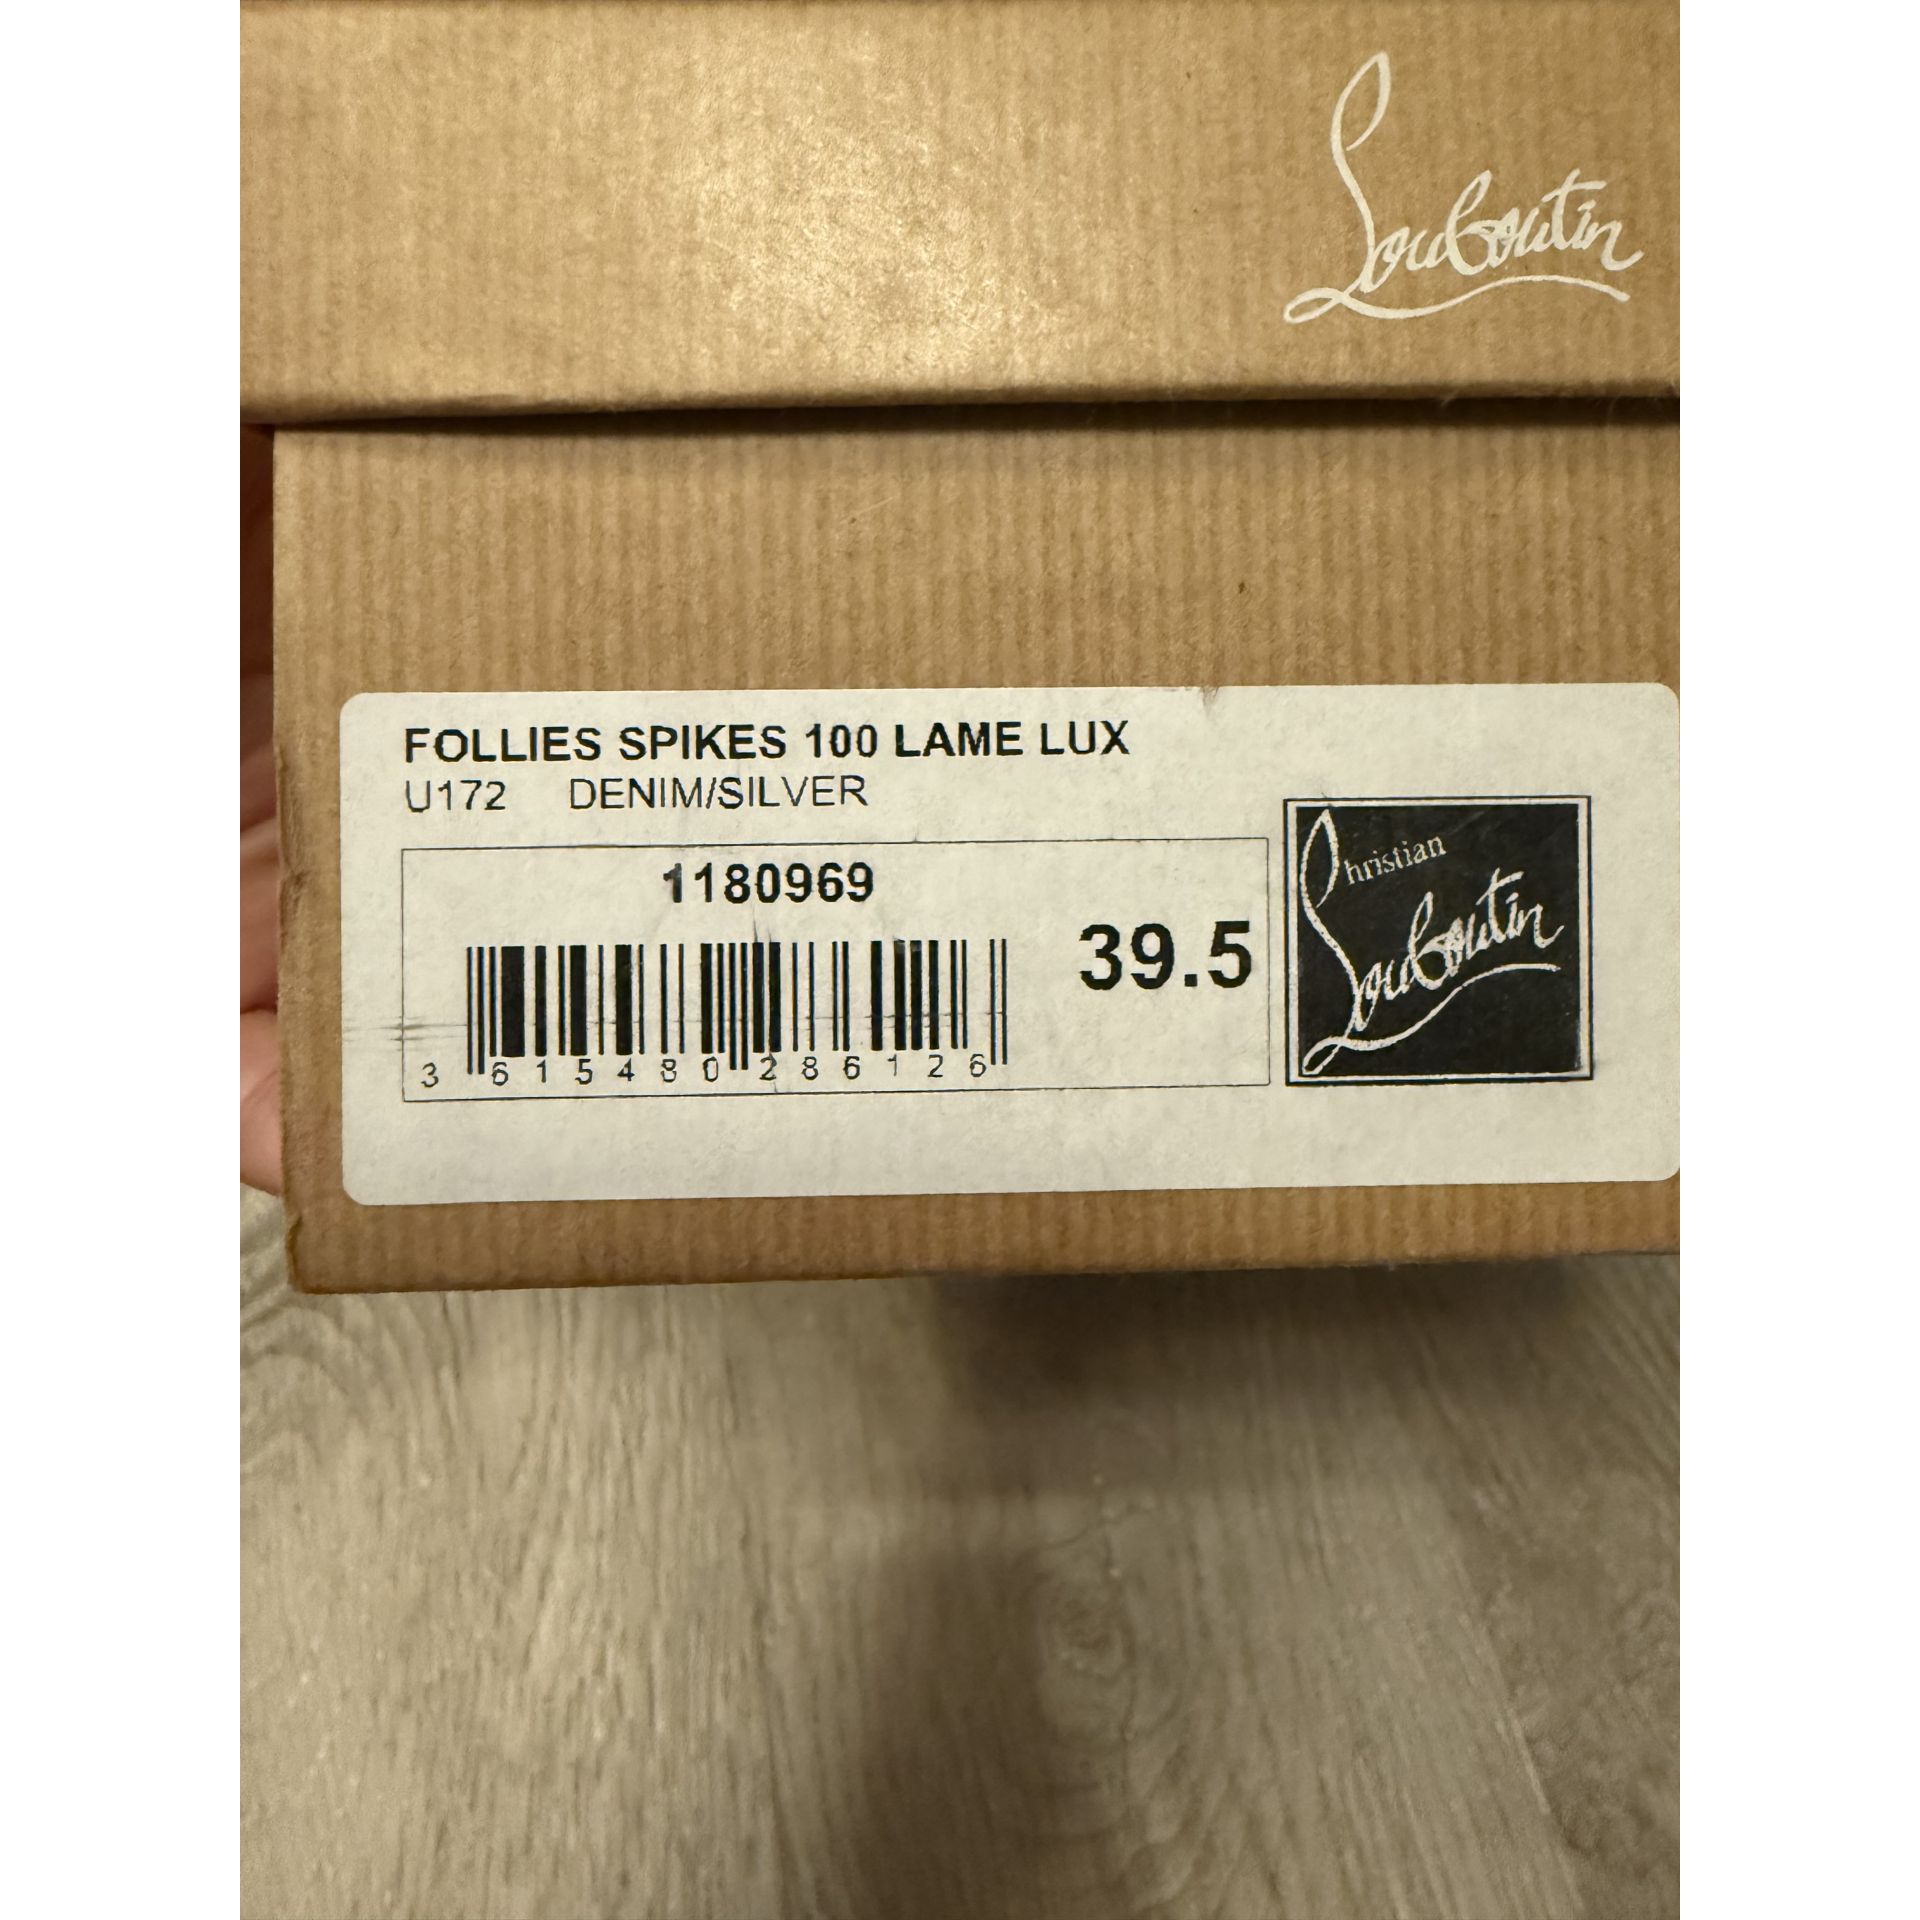 Louboutin
FOLLIES SPIKES 100 LAME LUX
U172 DENIM/SILVER
1180969
39.5
3 615480 286126
Christian
Louboutin